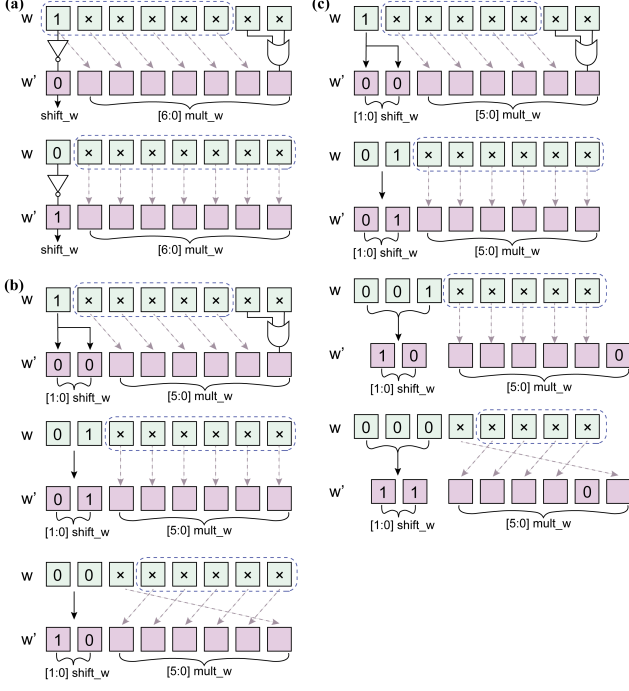 (a)
w 1 × × × × × × ×
w' 0
shift_w [6:0] mult_w
w 0 × × × × × × ×
w' 1
shift_w [6:0] mult_w
(b)
w 1 × × × × × × ×
w' 0 0
[1:0] shift_w [5:0] mult_w
w 0 1 × × × × × ×
w' 0 1
[1:0] shift_w [5:0] mult_w
w 0 0 × × × × × ×
w' 1 0
[1:0] shift_w [5:0] mult_w
(c)
w 1 × × × × × × ×
w' 0 0
[1:0] shift_w [5:0] mult_w
w 0 1 × × × × × ×
w' 0 1
[1:0] shift_w [5:0] mult_w
w 0 0 1 × × × × ×
w' 1 0 0
[1:0] shift_w [5:0] mult_w
w 0 0 0 × × × × ×
w' 1 1 0
[1:0] shift_w [5:0] mult_w